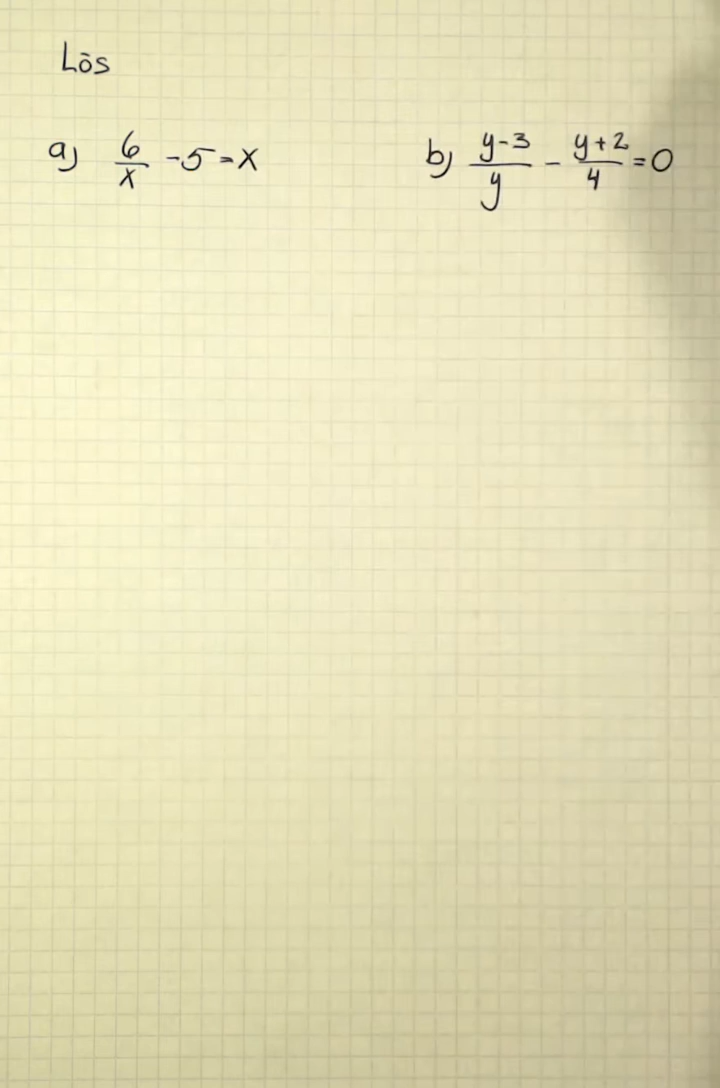 Lös
a) 6/x - 5 = x
b) y-3/y - y+2/4 = 0